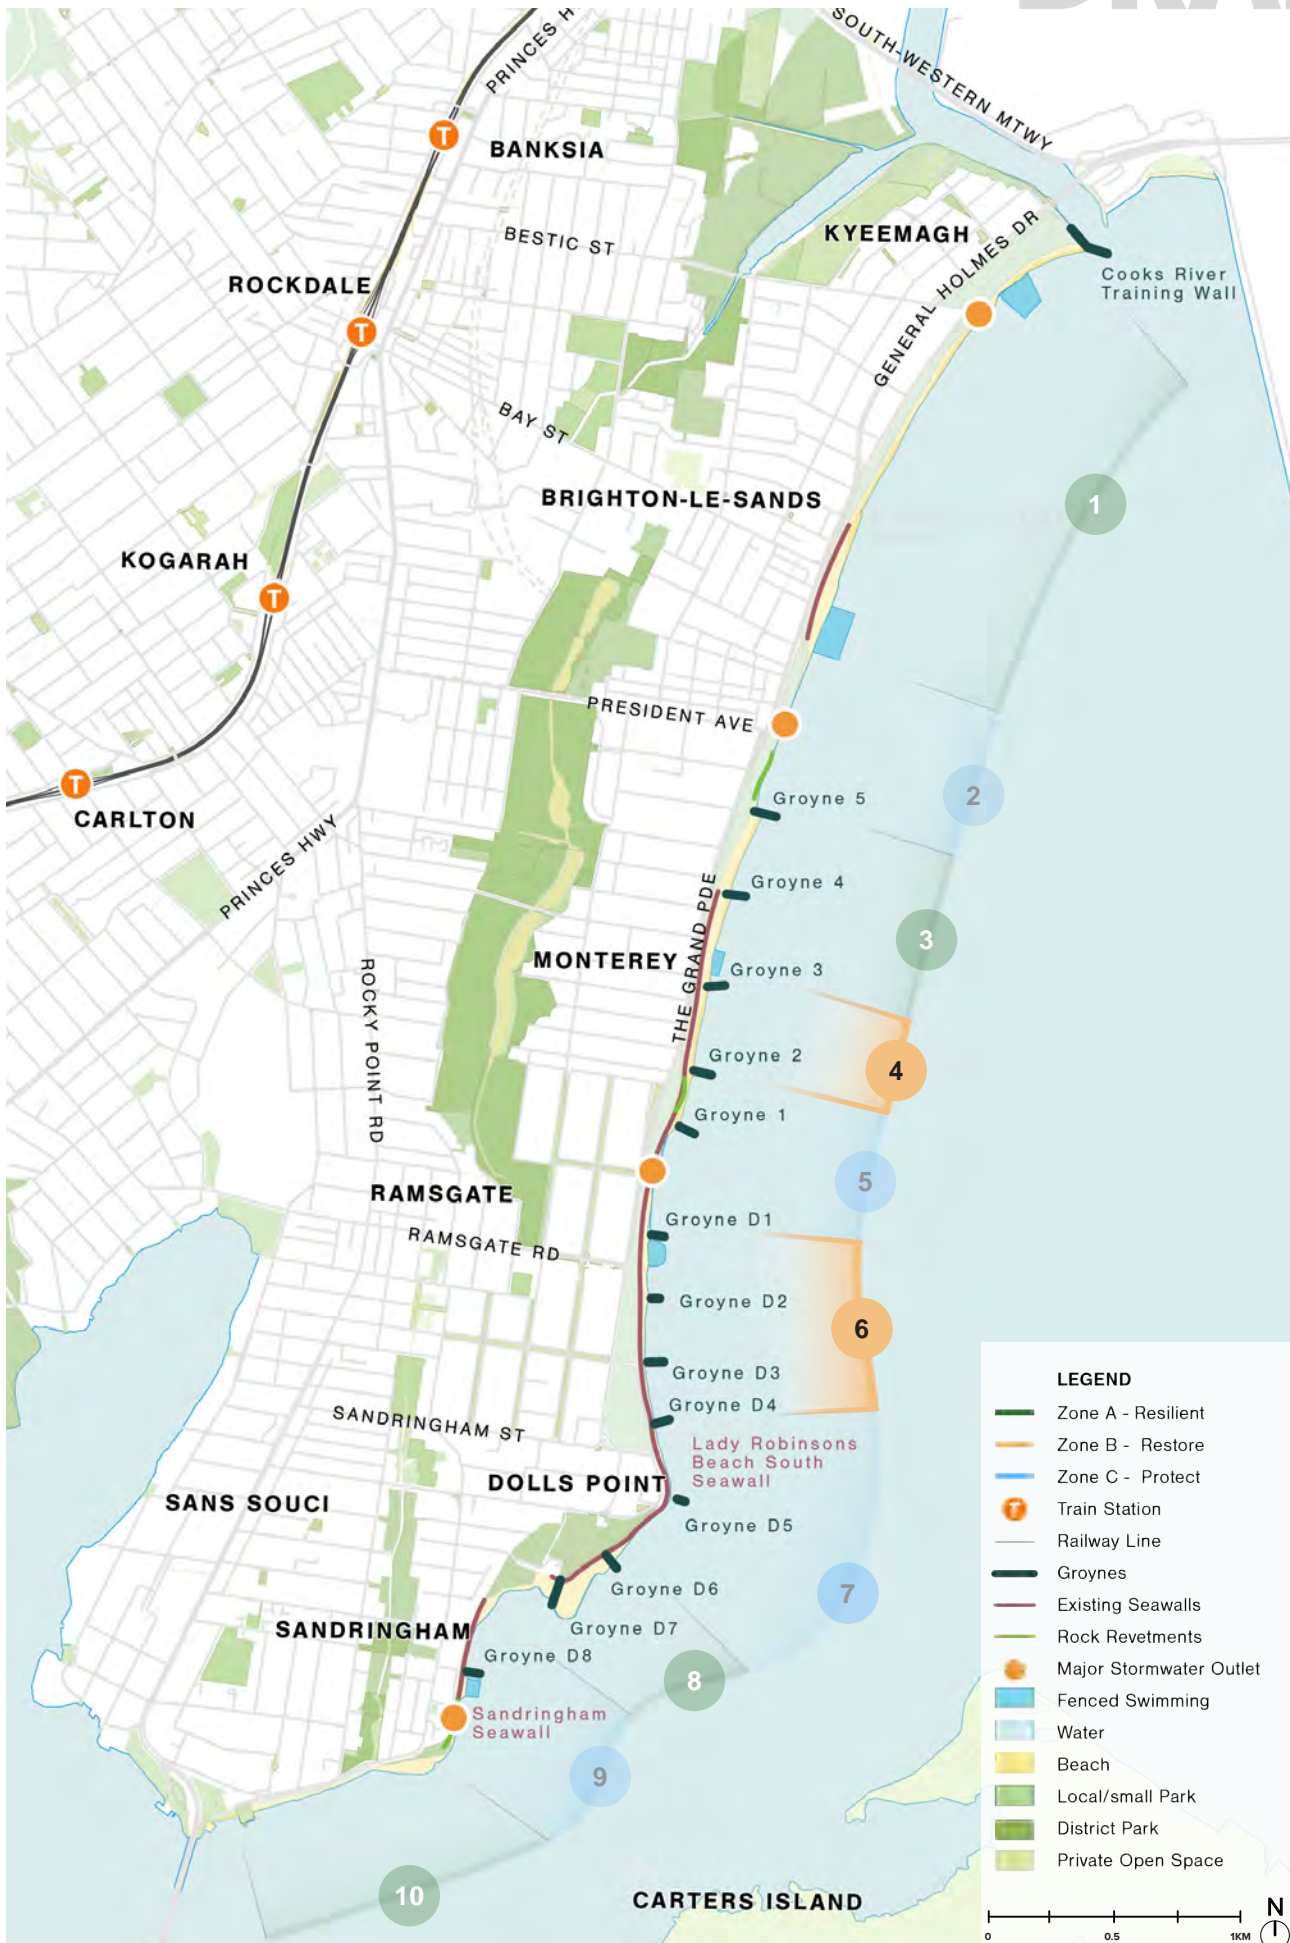 SOUTH-WESTERN MTWY
PRINCES H
T
BANKSIA
BESTIC ST
KYEEMAGH
GENERAL HOLMES DR
Cooks River
Training Wall
ROCKDALE
T
BAY ST
BRIGHTON-LE-SANDS
1
KOGARAH
T
PRESIDENT AVE
T
CARLTON
PRINCES HWY
2
Groyne 5
Groyne 4
THE GRAND PDE
3
MONTEREY
Groyne 3
ROCKY POINT RD
Groyne 2
4
Groyne 1
5
RAMSGATE
RAMSGATE RD
Groyne D1
Groyne D2
6
Groyne D3
Groyne D4
SANDRINGHAM ST
Lady Robinsons
Beach South
Seawall
DOLLS POINT
SANS SOUCI
Groyne D5
Groyne D6
7
Groyne D7
SANDRINGHAM
Groyne D8
8
Sandringham
Seawall
9
10
CARTERS ISLAND
LEGEND
Zone A - Resilient
Zone B - Restore
Zone C - Protect
T Train Station
Railway Line
Groynes
Existing Seawalls
Rock Revetments
Major Stormwater Outlet
Fenced Swimming
Water
Beach
Local/small Park
District Park
Private Open Space
N
0 0.5 1KM